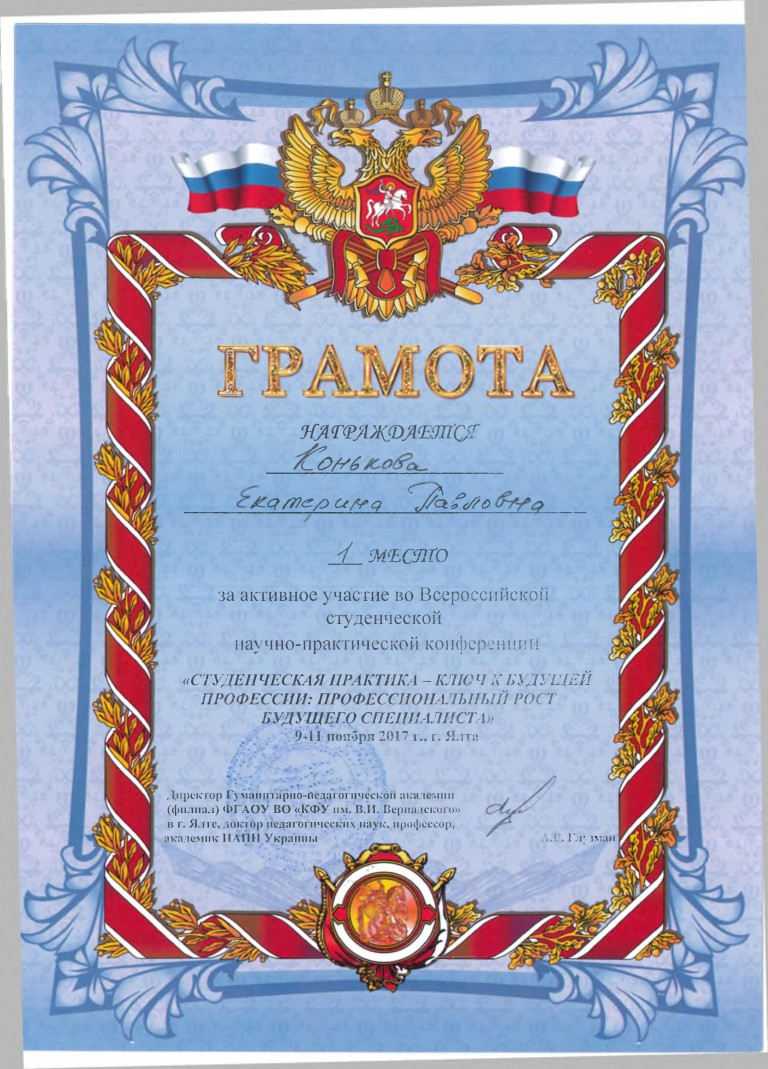 ГРАМОТА
НАГРАЖДАЕТСЯ
Конькова
Екатерина Павловна
1 МЕСТО
за активное участие во Всероссийской
студенческой
научно-практической конференции
«СТУДЕНЧЕСКАЯ ПРАКТИКА – КЛЮЧ К БУДУЩЕЙ
ПРОФЕССИИ: ПРОФЕССИОНАЛЬНЫЙ РОСТ
БУДУЩЕГО СПЕЦИАЛИСТА»
9-11 ноября 2017 г., г. Ялта
Директор Гуманитарно-педагогической академии
(филиал) ФГАОУ ВО «КФУ им. В.И. Вернадского»
в г. Ялте, доктор педагогических наук, профессор,
академик НАПН Украины
Глузман